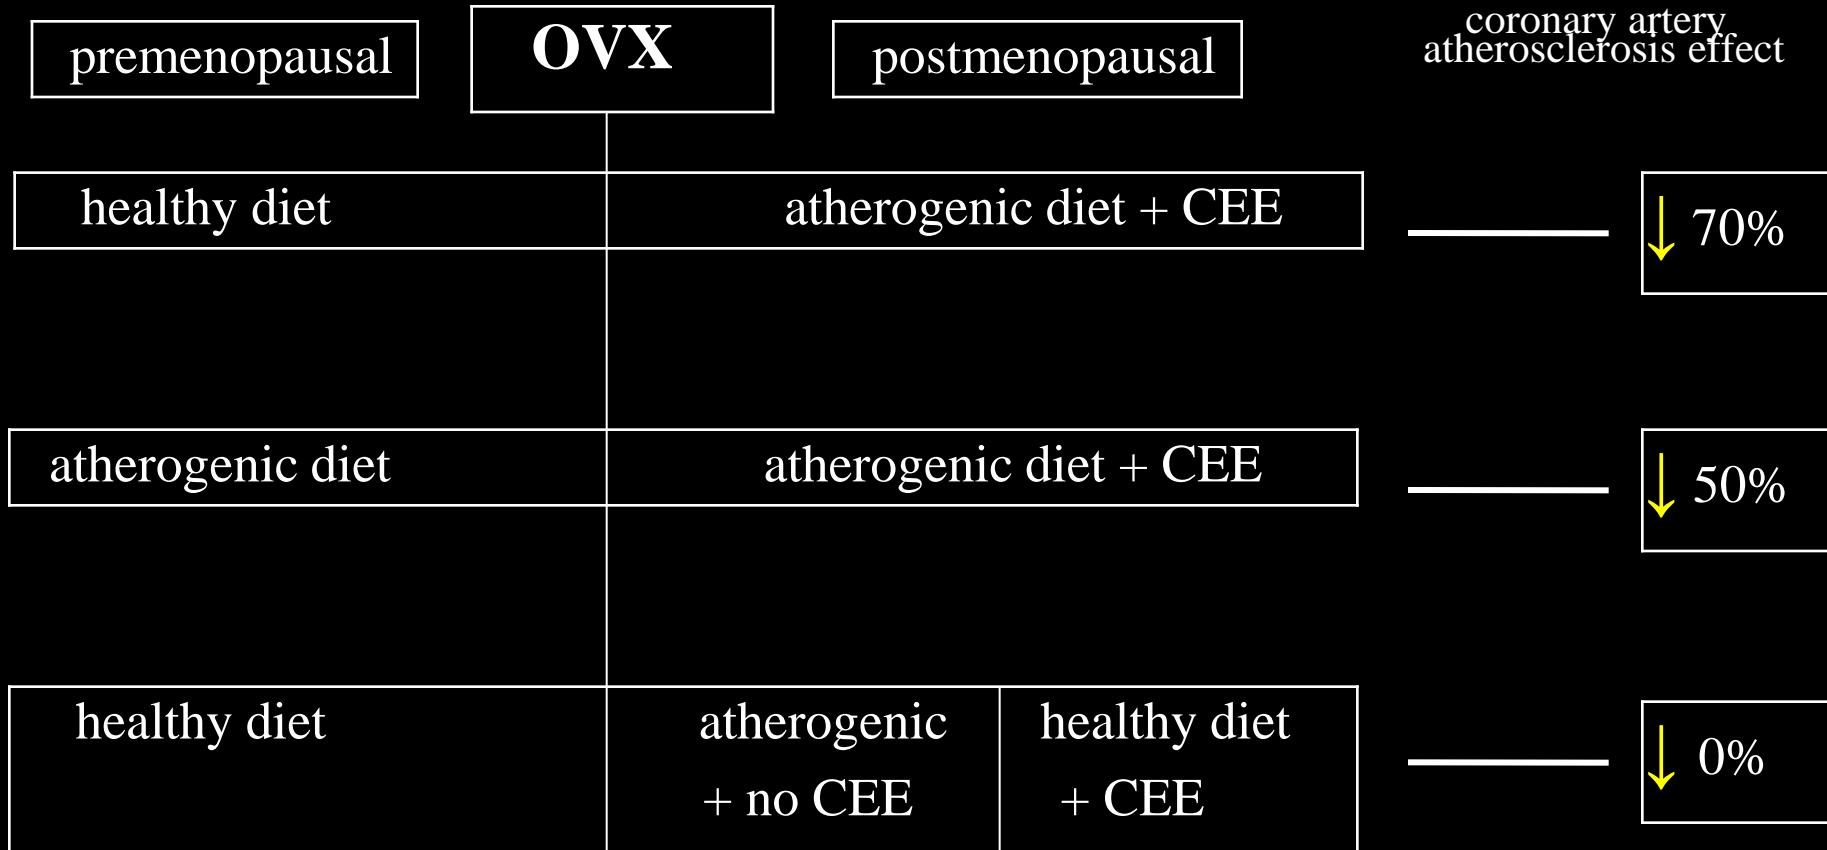 premenopausal
OVX
postmenopausal
coronary artery
atherosclerosis effect
healthy diet
atherogenic diet + CEE
↓ 70%
atherogenic diet
atherogenic diet + CEE
↓ 50%
healthy diet
atherogenic
+ no CEE
healthy diet
+ CEE
↓ 0%